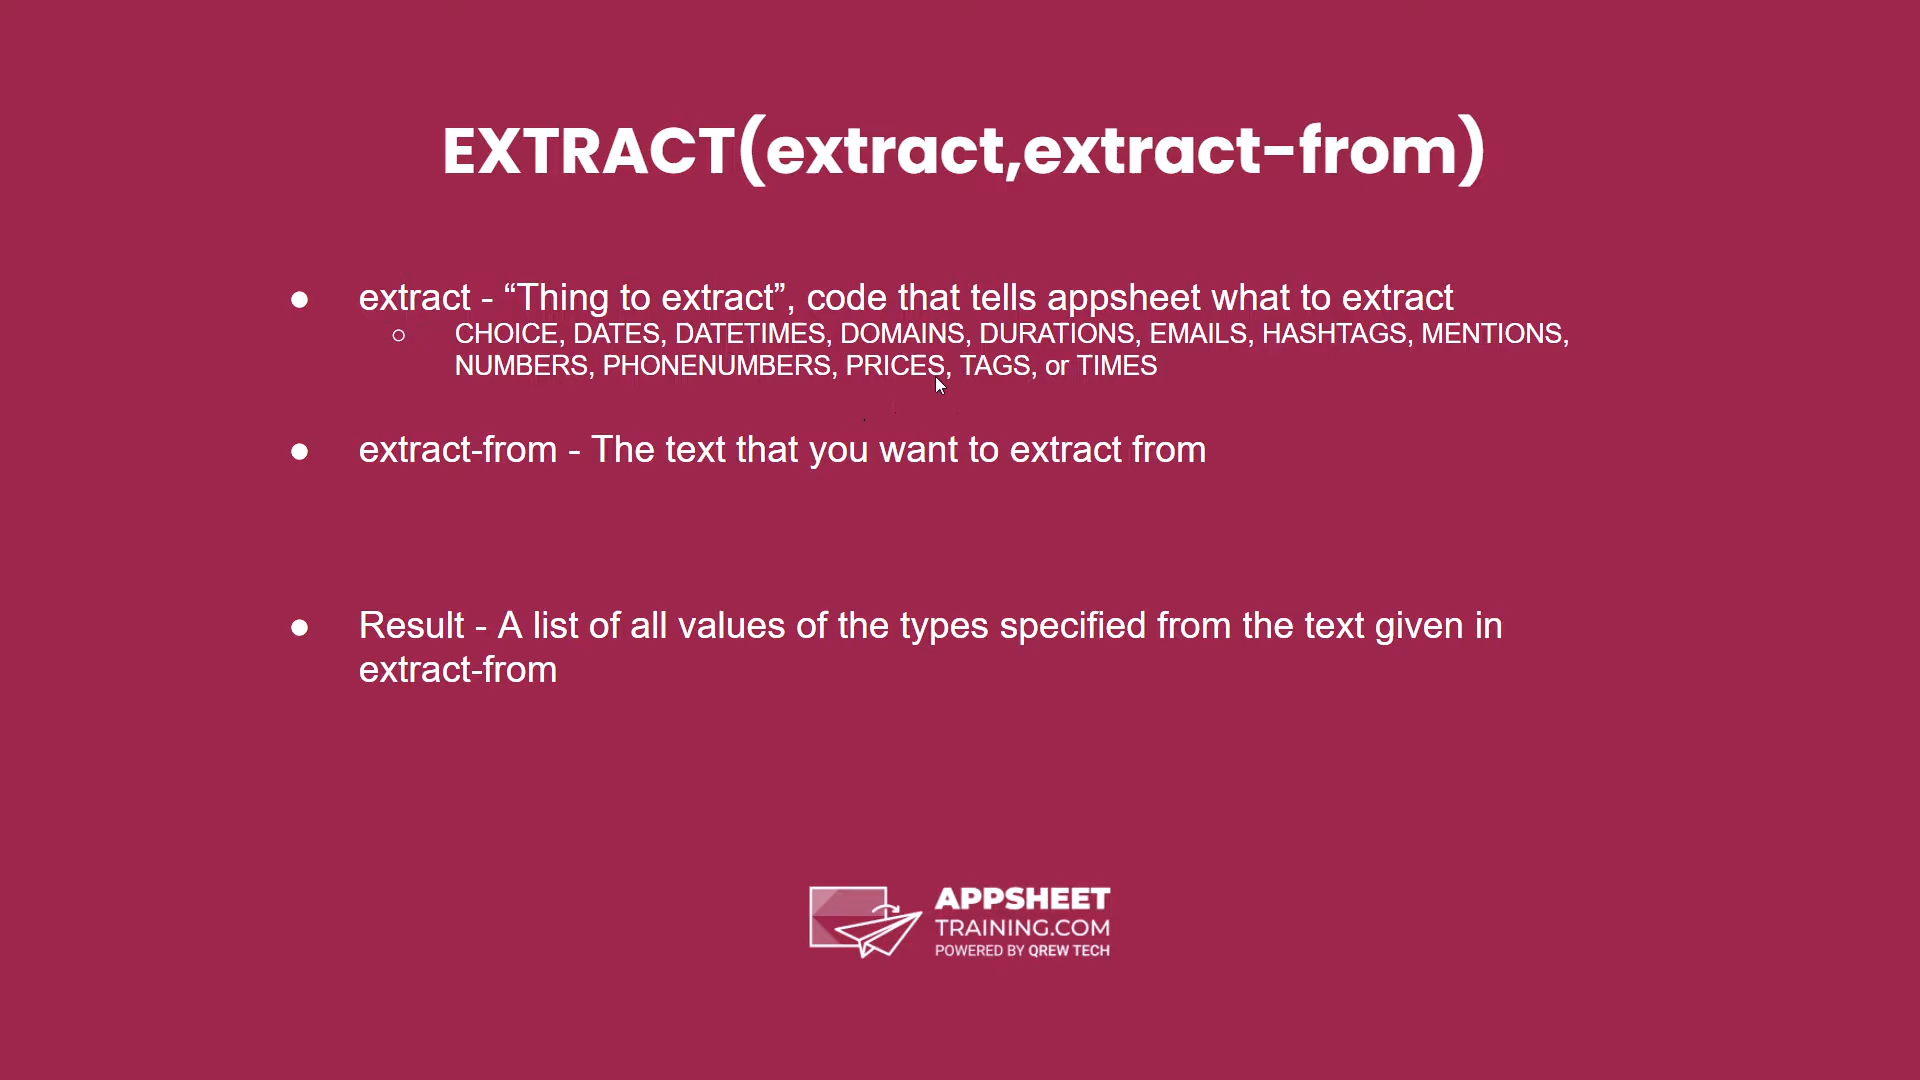 EXTRACT(extract,extract-from)
● extract - “Thing to extract”, code that tells appsheet what to extract
○ CHOICE, DATES, DATETIMES, DOMAINS, DURATIONS, EMAILS, HASHTAGS, MENTIONS,
NUMBERS, PHONENUMBERS, PRICES, TAGS, or TIMES
● extract-from - The text that you want to extract from
● Result - A list of all values of the types specified from the text given in
extract-from
APPSHEET
TRAINING.COM
POWERED BY QREW TECH